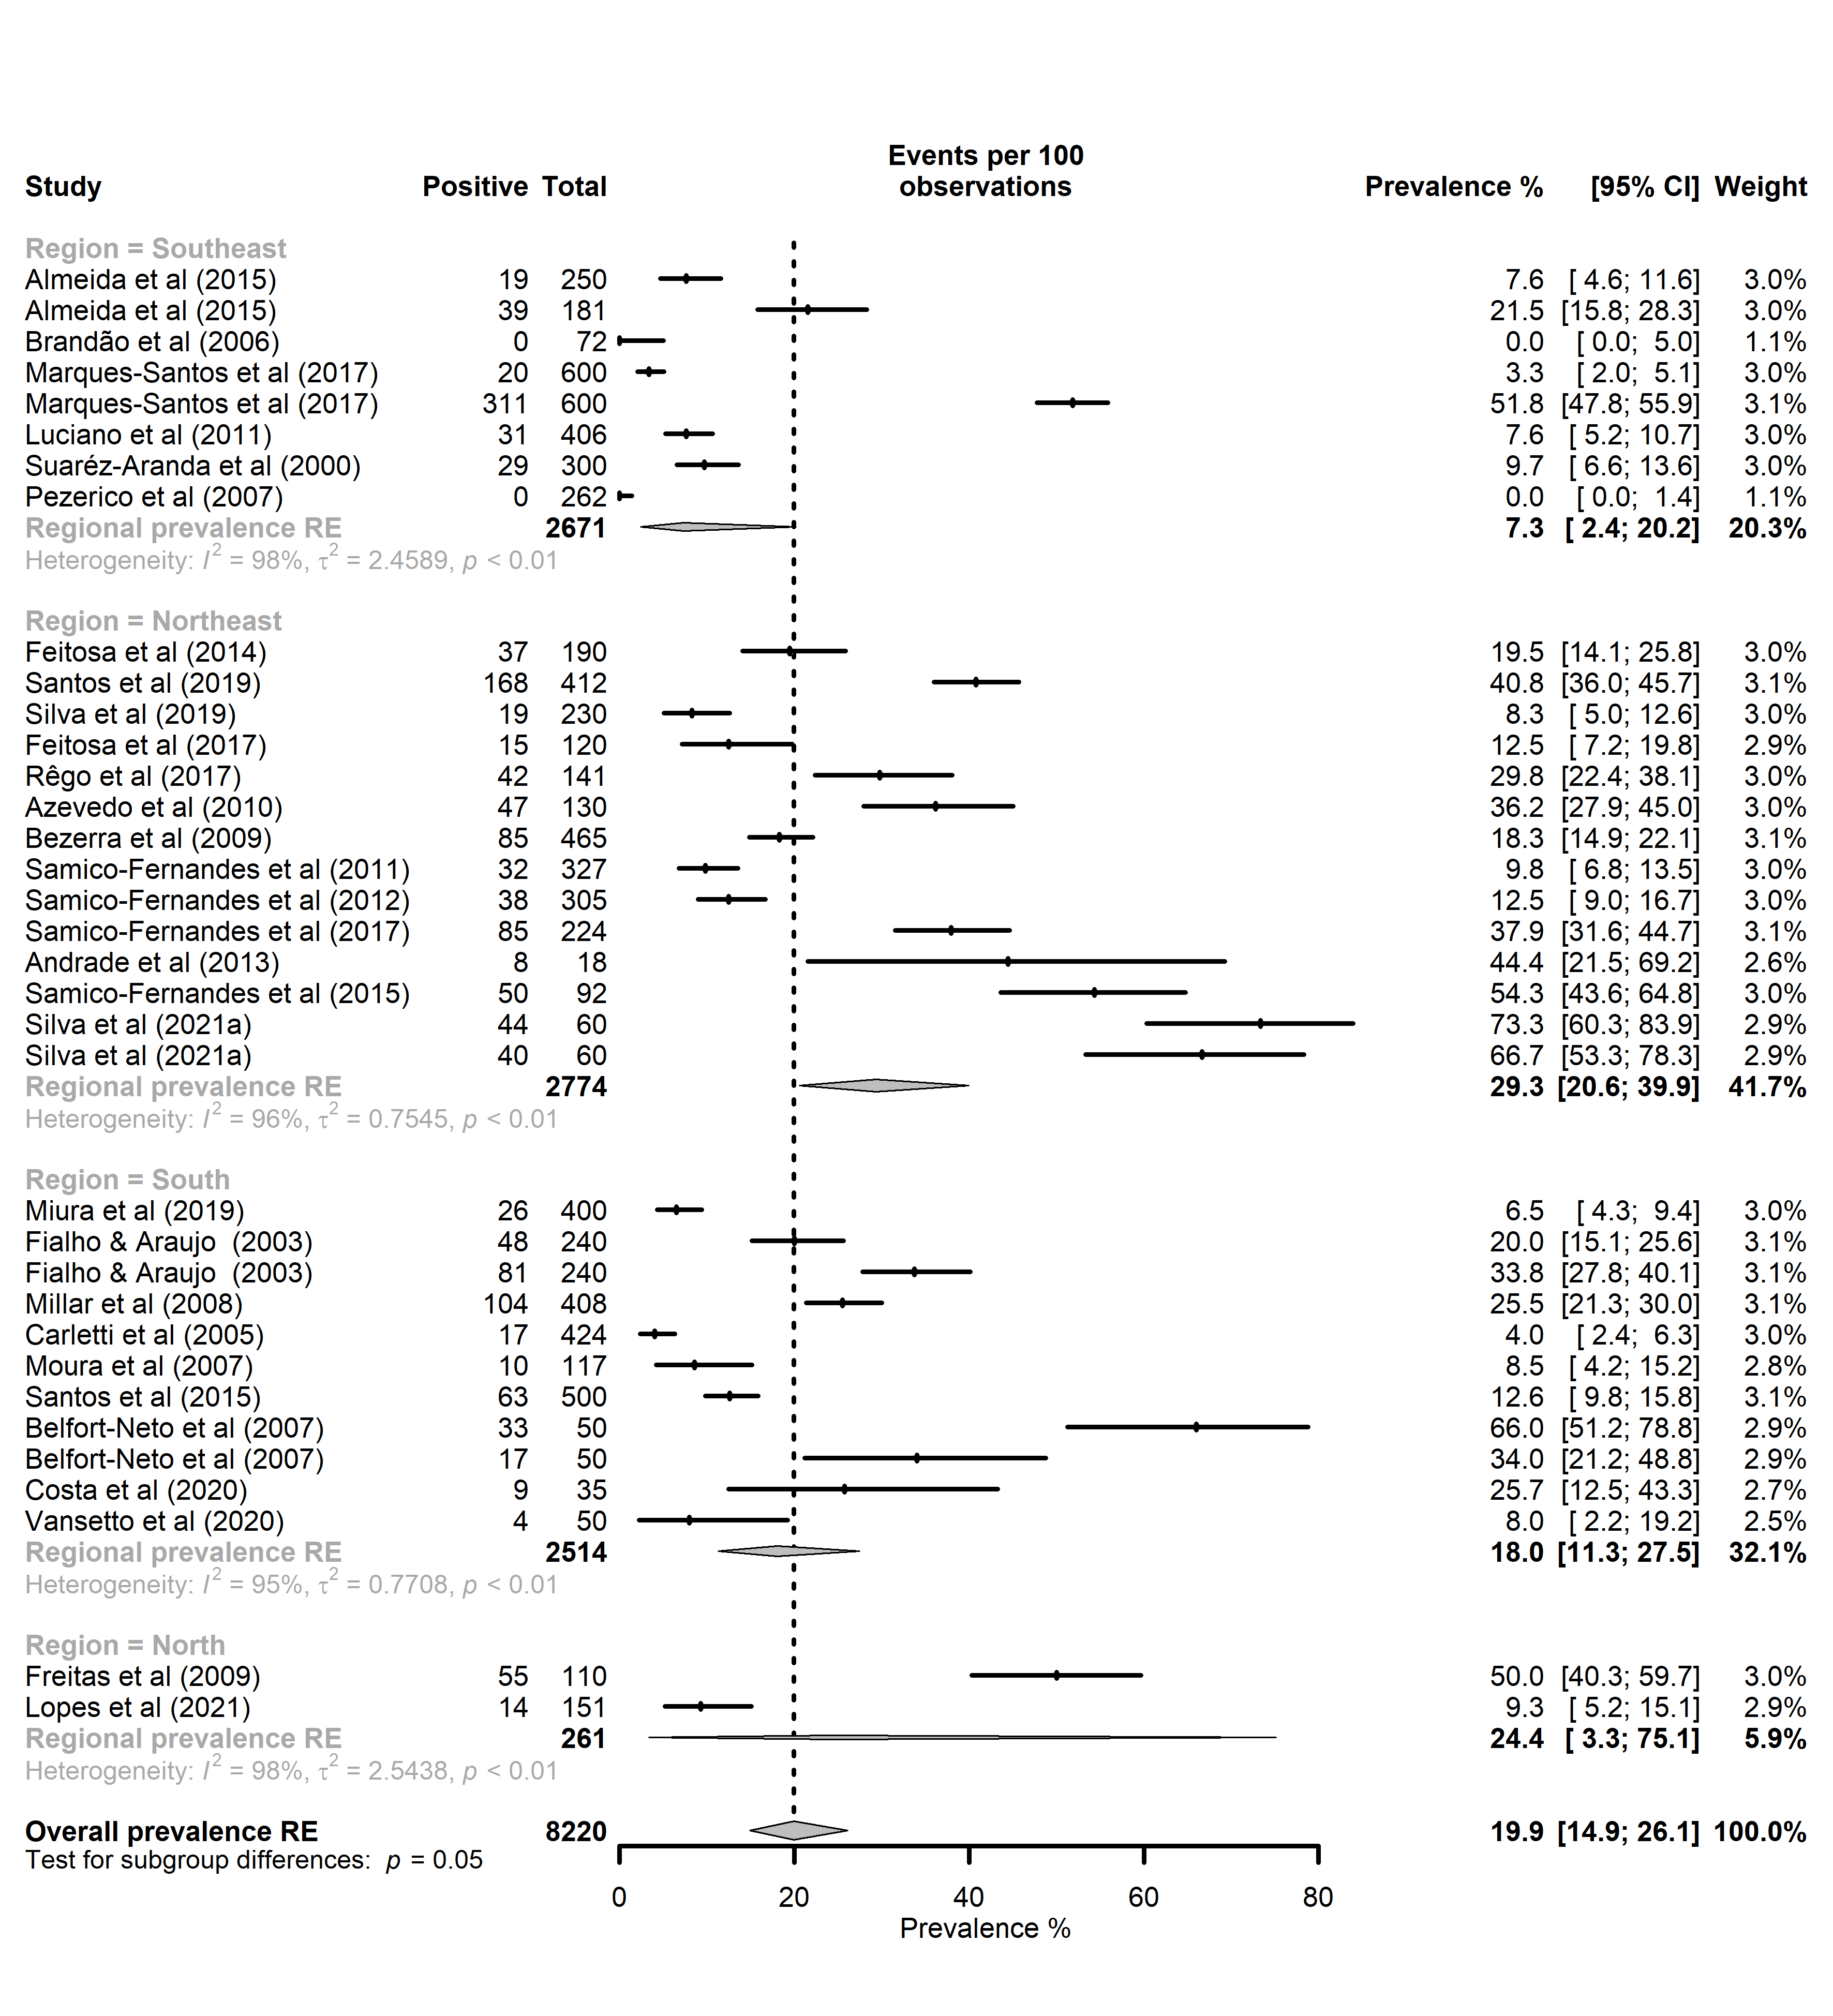 Events per 100
Study Positive Total observations Prevalence % [95% CI] Weight
Region = Southeast
Almeida et al (2015) 19 250 7.6 [ 4.6; 11.6] 3.0%
Almeida et al (2015) 39 181 21.5 [15.8; 28.3] 3.0%
Brandão et al (2006) 0 72 0.0 [ 0.0; 5.0] 1.1%
Marques-Santos et al (2017) 20 600 3.3 [ 2.0; 5.1] 3.0%
Marques-Santos et al (2017) 311 600 51.8 [47.8; 55.9] 3.1%
Luciano et al (2011) 31 406 7.6 [ 5.2; 10.7] 3.0%
Suaréz-Aranda et al (2000) 29 300 9.7 [ 6.6; 13.6] 3.0%
Pezerico et al (2007) 0 262 0.0 [ 0.0; 1.4] 1.1%
Regional prevalence RE 2671 7.3 [ 2.4; 20.2] 20.3%
Heterogeneity: I² = 98%, τ² = 2.4589, p < 0.01
Region = Northeast
Feitosa et al (2014) 37 190 19.5 [14.1; 25.8] 3.0%
Santos et al (2019) 168 412 40.8 [36.0; 45.7] 3.1%
Silva et al (2019) 19 230 8.3 [ 5.0; 12.6] 3.0%
Feitosa et al (2017) 15 120 12.5 [ 7.2; 19.8] 2.9%
Rêgo et al (2017) 42 141 29.8 [22.4; 38.1] 3.0%
Azevedo et al (2010) 47 130 36.2 [27.9; 45.0] 3.0%
Bezerra et al (2009) 85 465 18.3 [14.9; 22.1] 3.1%
Samico-Fernandes et al (2011) 32 327 9.8 [ 6.8; 13.5] 3.0%
Samico-Fernandes et al (2012) 38 305 12.5 [ 9.0; 16.7] 3.0%
Samico-Fernandes et al (2017) 85 224 37.9 [31.6; 44.7] 3.1%
Andrade et al (2013) 8 18 44.4 [21.5; 69.2] 2.6%
Samico-Fernandes et al (2015) 50 92 54.3 [43.6; 64.8] 3.0%
Silva et al (2021a) 44 60 73.3 [60.3; 83.9] 2.9%
Silva et al (2021a) 40 60 66.7 [53.3; 78.3] 2.9%
Regional prevalence RE 2774 29.3 [20.6; 39.9] 41.7%
Heterogeneity: I² = 96%, τ² = 0.7545, p < 0.01
Region = South
Miura et al (2019) 26 400 6.5 [ 4.3; 9.4] 3.0%
Fialho & Araujo (2003) 48 240 20.0 [15.1; 25.6] 3.1%
Fialho & Araujo (2003) 81 240 33.8 [27.8; 40.1] 3.1%
Millar et al (2008) 104 408 25.5 [21.3; 30.0] 3.1%
Carletti et al (2005) 17 424 4.0 [ 2.4; 6.3] 3.0%
Moura et al (2007) 10 117 8.5 [ 4.2; 15.2] 2.8%
Santos et al (2015) 63 500 12.6 [ 9.8; 15.8] 3.1%
Belfort-Neto et al (2007) 33 50 66.0 [51.2; 78.8] 2.9%
Belfort-Neto et al (2007) 17 50 34.0 [21.2; 48.8] 2.9%
Costa et al (2020) 9 35 25.7 [12.5; 43.3] 2.7%
Vansetto et al (2020) 4 50 8.0 [ 2.2; 19.2] 2.5%
Regional prevalence RE 2514 18.0 [11.3; 27.5] 32.1%
Heterogeneity: I² = 95%, τ² = 0.7708, p < 0.01
Region = North
Freitas et al (2009) 55 110 50.0 [40.3; 59.7] 3.0%
Lopes et al (2021) 14 151 9.3 [ 5.2; 15.1] 2.9%
Regional prevalence RE 261 24.4 [ 3.3; 75.1] 5.9%
Heterogeneity: I² = 98%, τ² = 2.5438, p < 0.01
Overall prevalence RE 8220 19.9 [14.9; 26.1] 100.0%
Test for subgroup differences: p = 0.05
0 20 40 60 80
Prevalence %